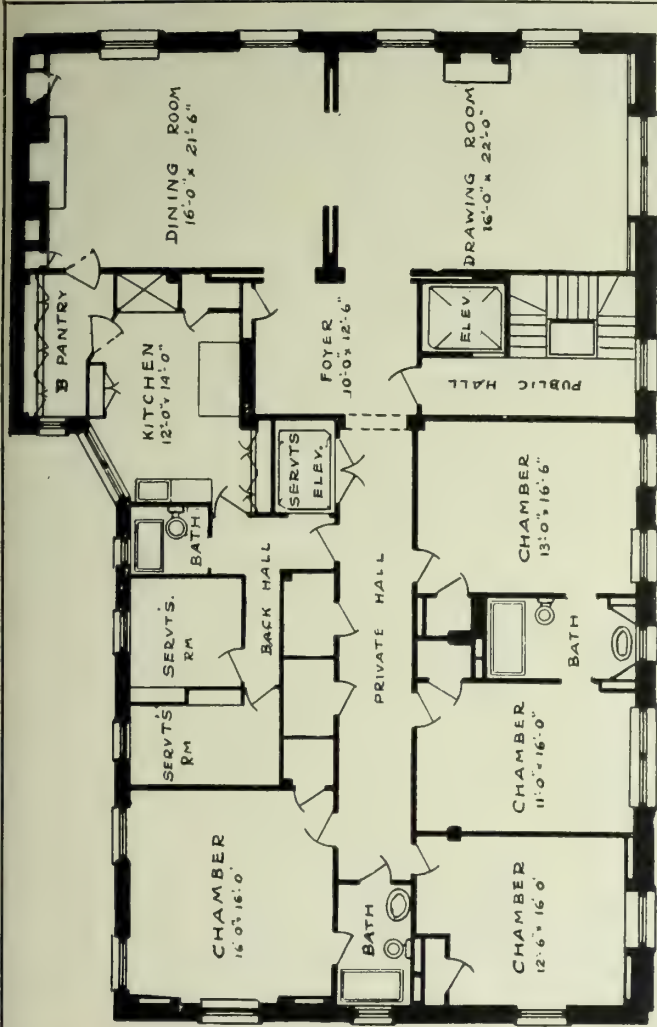 DINING ROOM
16'-0" x 21'-6"
DRAWING ROOM
16'-0" x 22'-0"
B PANTRY
KITCHEN
12'-0" x 14'-0"
FOYER
10'-0" x 12'-6"
ELEV.
PUBLIC HALL
SERVTS
ELEV.
BATH
BACK HALL
SERVT'S.
RM
SERVT'S
RM
PRIVATE HALL
CHAMBER
13'-0" x 16'-6"
BATH
CHAMBER
11'-0" x 16'-0"
CHAMBER
16'-0" x 16'-0"
BATH
CHAMBER
12'-6" x 16'-0"